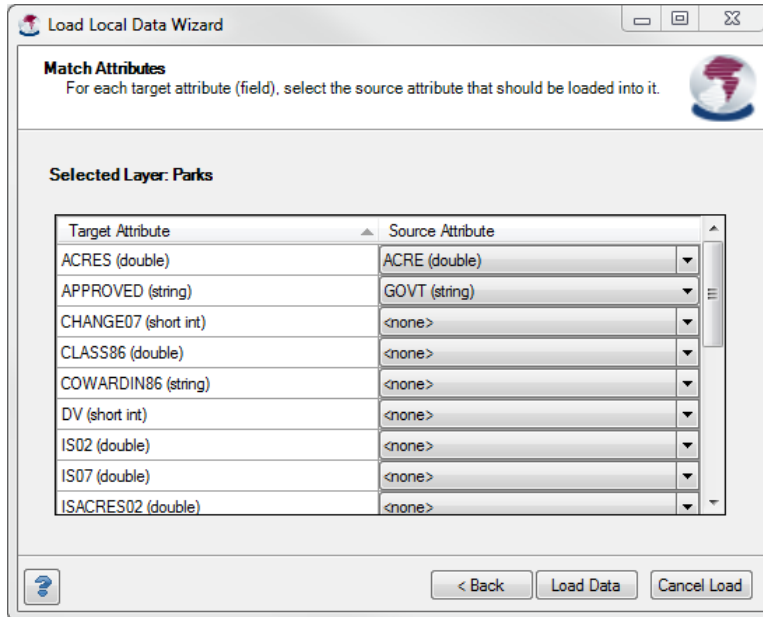 Load Local Data Wizard
Match Attributes
For each target attribute (field), select the source attribute that should be loaded into it.
Selected Layer: Parks
Target Attribute Source Attribute
ACRES (double) ACRE (double)
APPROVED (string) GOVT (string)
CHANGE07 (short int) <none>
CLASS86 (double) <none>
COWARDIN86 (string) <none>
DV (short int) <none>
IS02 (double) <none>
IS07 (double) <none>
ISACRES02 (double) <none>
? < Back Load Data Cancel Load